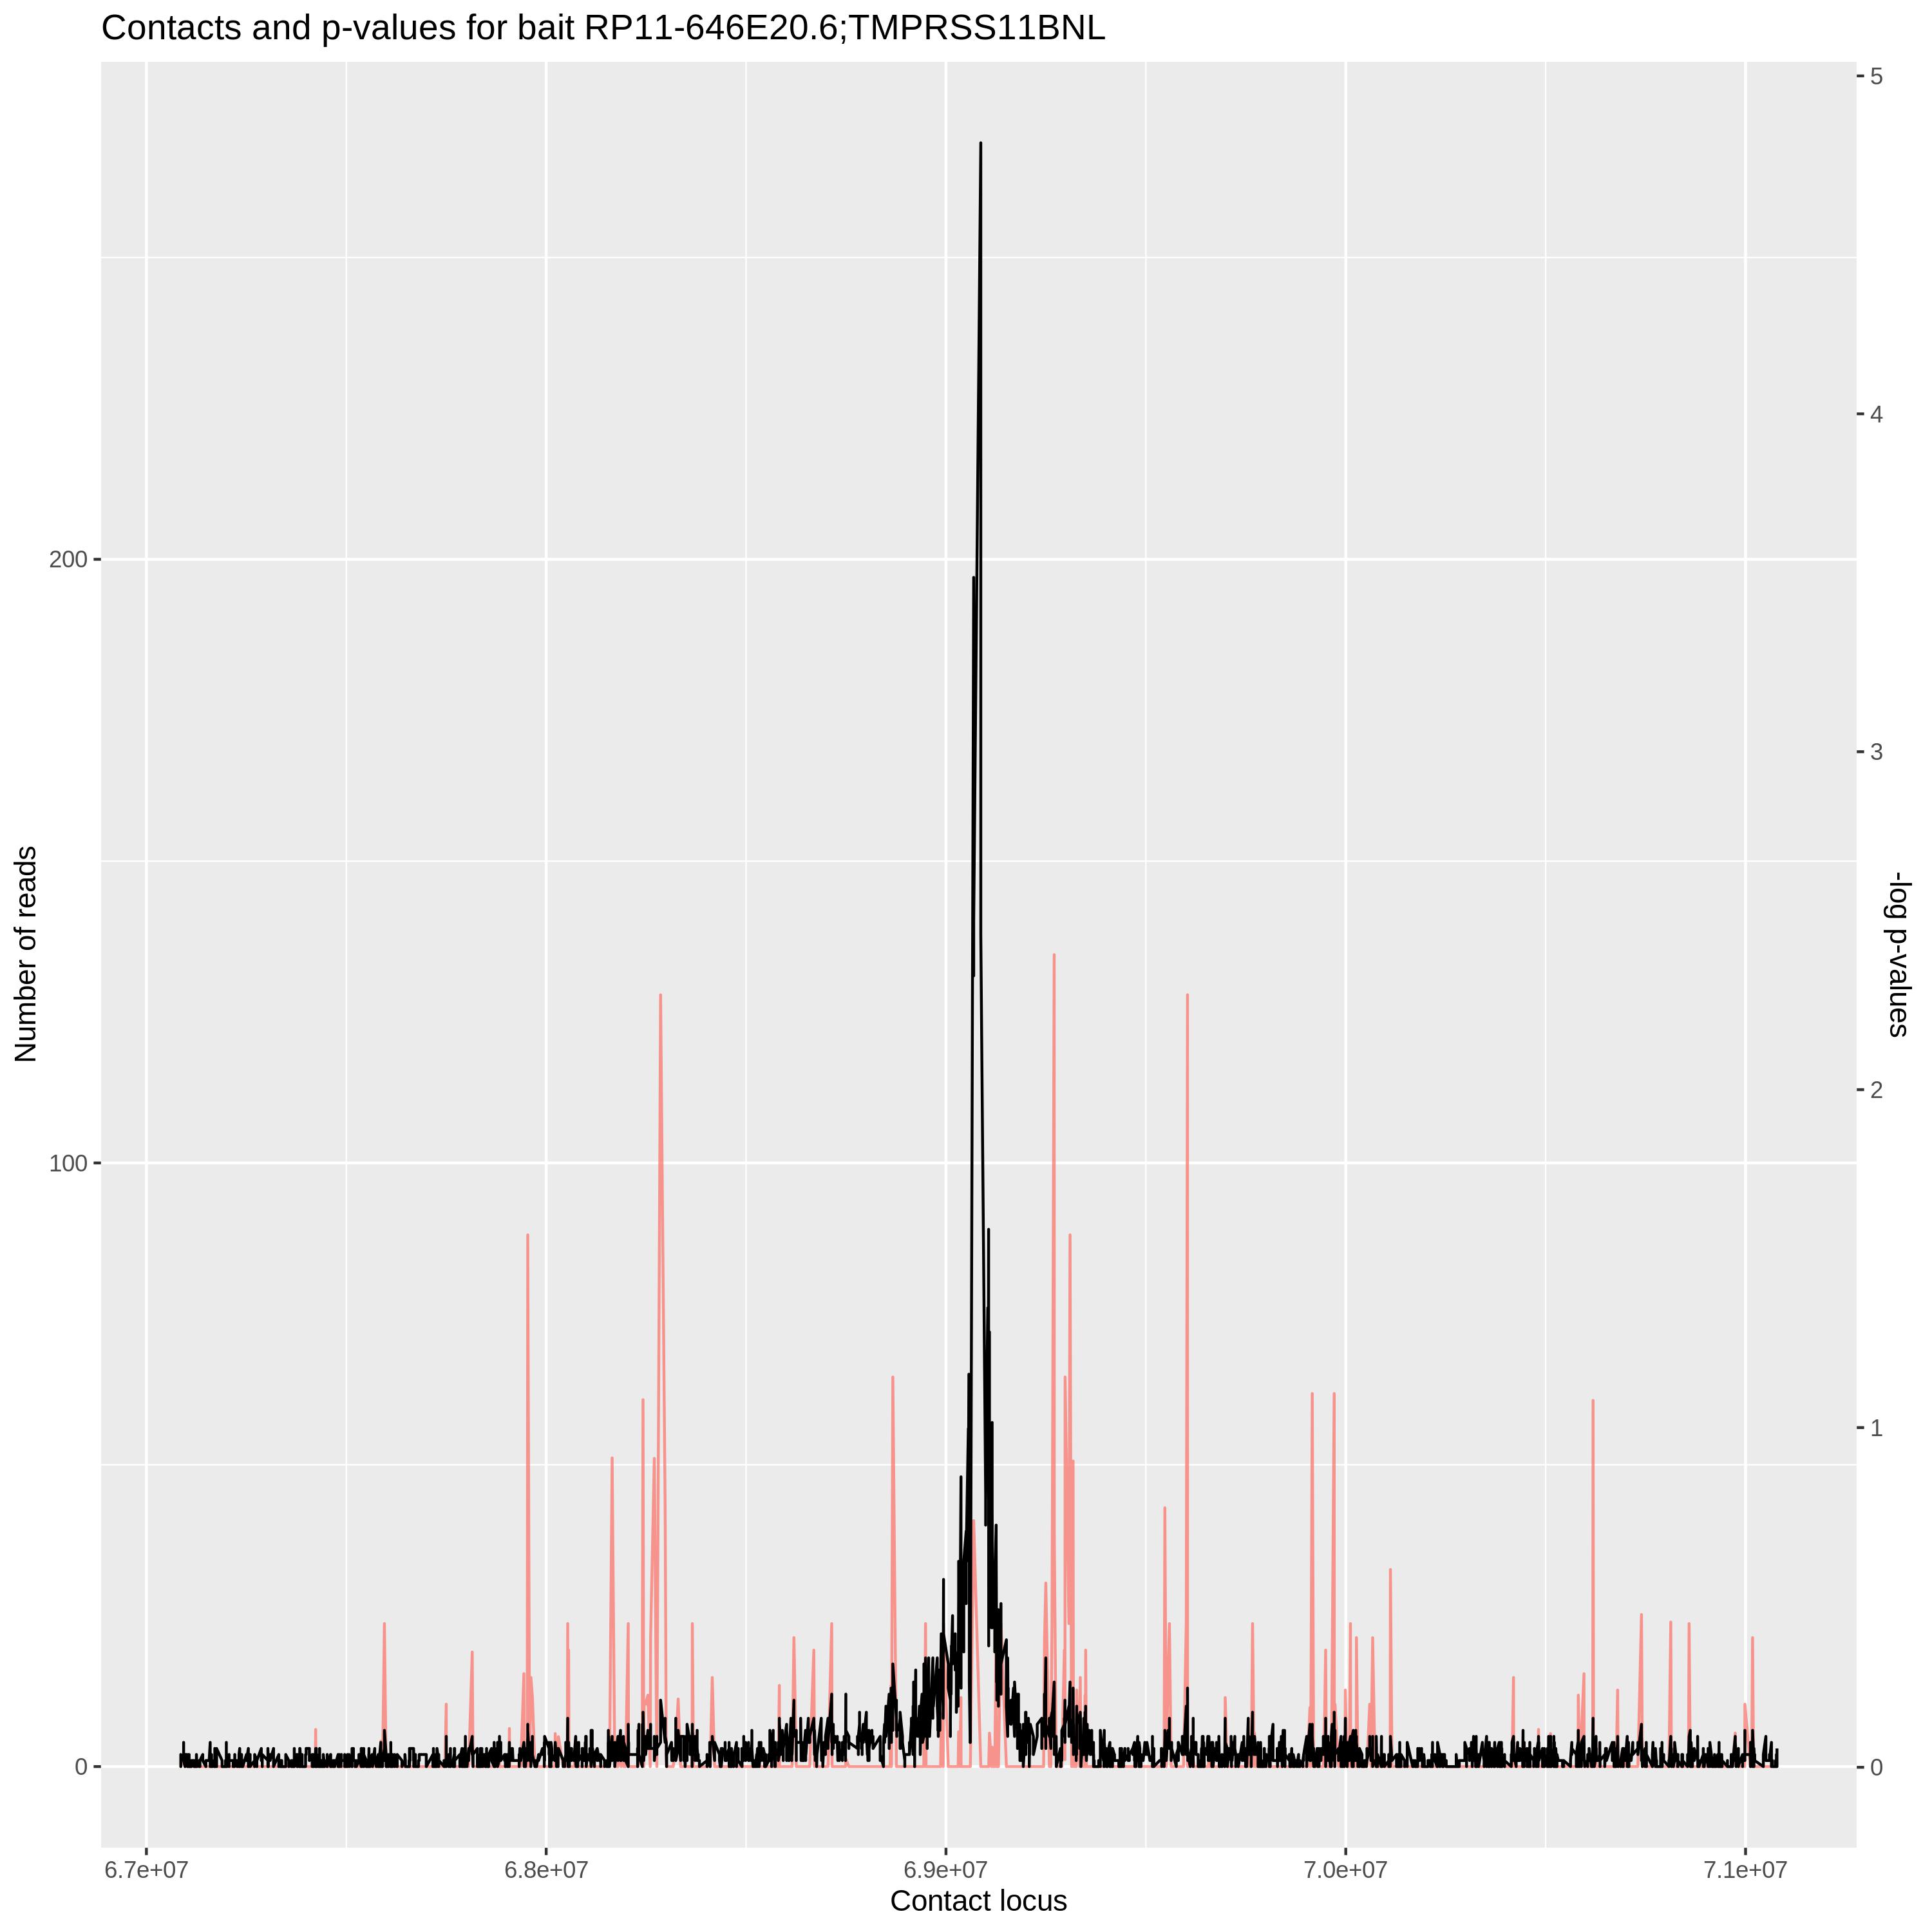 Contacts and p-values for bait RP11-646E20.6;TMPRSS11BNL
5
4
200
3
Number of reads
-log p-values
2
100
1
0
0
6.7e+07
6.8e+07
6.9e+07
7.0e+07
7.1e+07
Contact locus